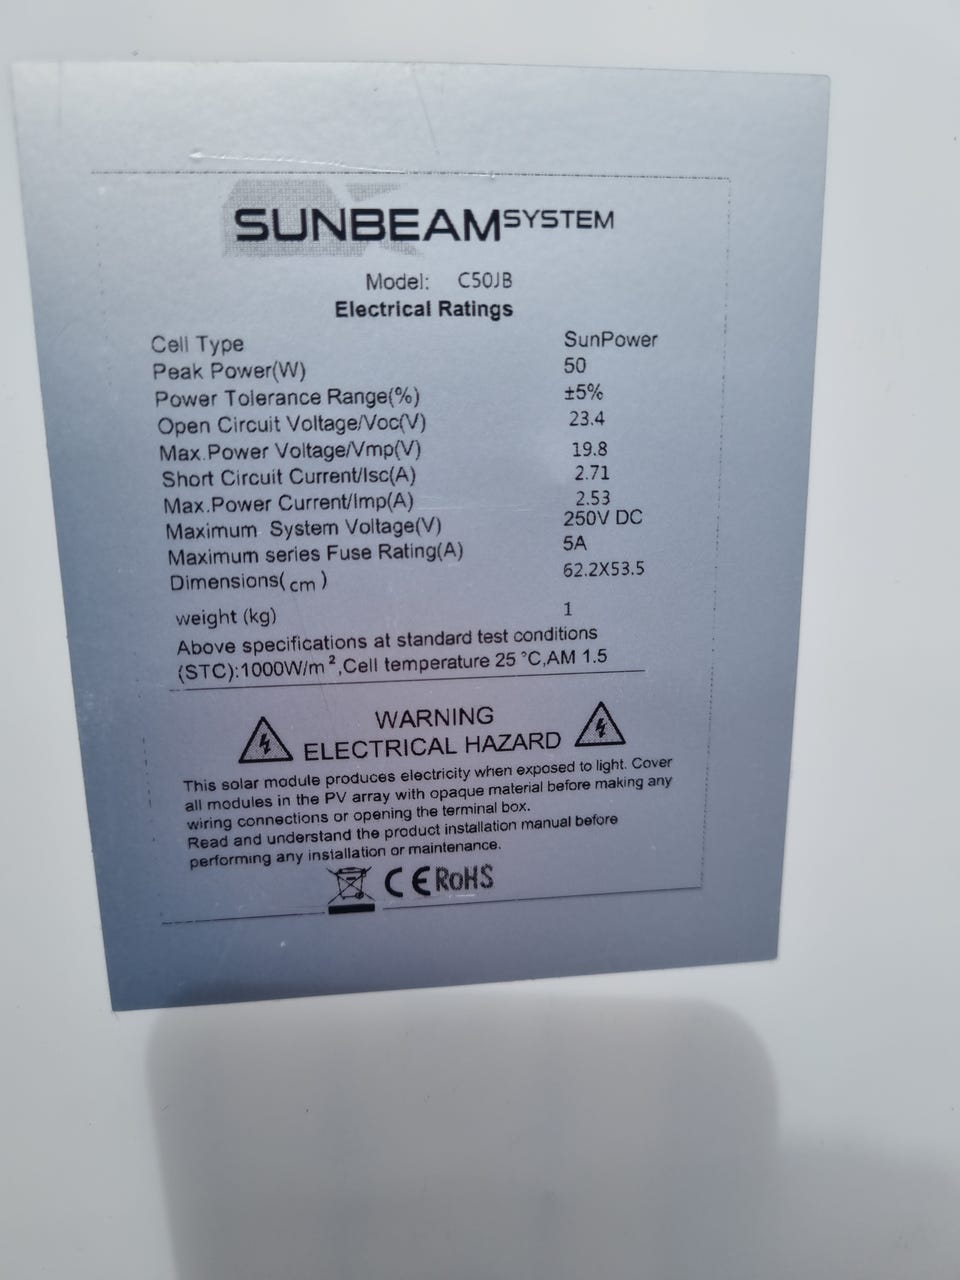 SUNBEAMSYSTEM
Model: C50JB
Electrical Ratings
Cell Type SunPower
Peak Power(W) 50
Power Tolerance Range(%) ±5%
Open Circuit Voltage/Voc(V) 23.4
Max.Power Voltage/Vmp(V) 19.8
Short Circuit Current/Isc(A) 2.71
Max.Power Current/Imp(A) 2.53
Maximum System Voltage(V) 250V DC
Maximum series Fuse Rating(A) 5A
Dimensions(cm) 62.2X53.5
weight (kg) 1
Above specifications at standard test conditions
(STC):1000W/m²,Cell temperature 25 °C,AM 1.5
WARNING
ELECTRICAL HAZARD
This solar module produces electricity when exposed to light. Cover
all modules in the PV array with opaque material before making any
wiring connections or opening the terminal box.
Read and understand the product installation manual before
performing any installation or maintenance.
CE RoHS